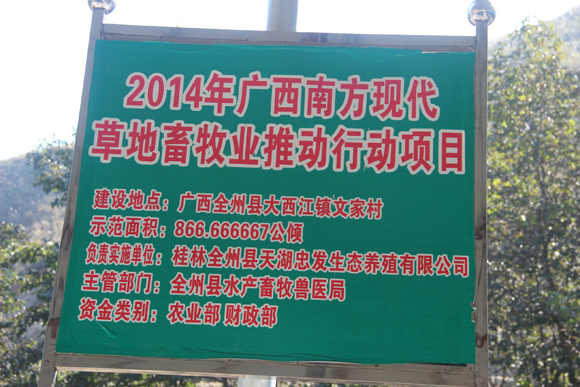 2014年广西南方现代
草地畜牧业推动行动项目
建设地点：广西全州县大西江镇文家村
示范面积：866.666667公倾
负责实施单位：桂林全州县天湖忠发生态养殖有限公司
主管部门：全州县水产畜牧兽医局
资金类别：农业部 财政部